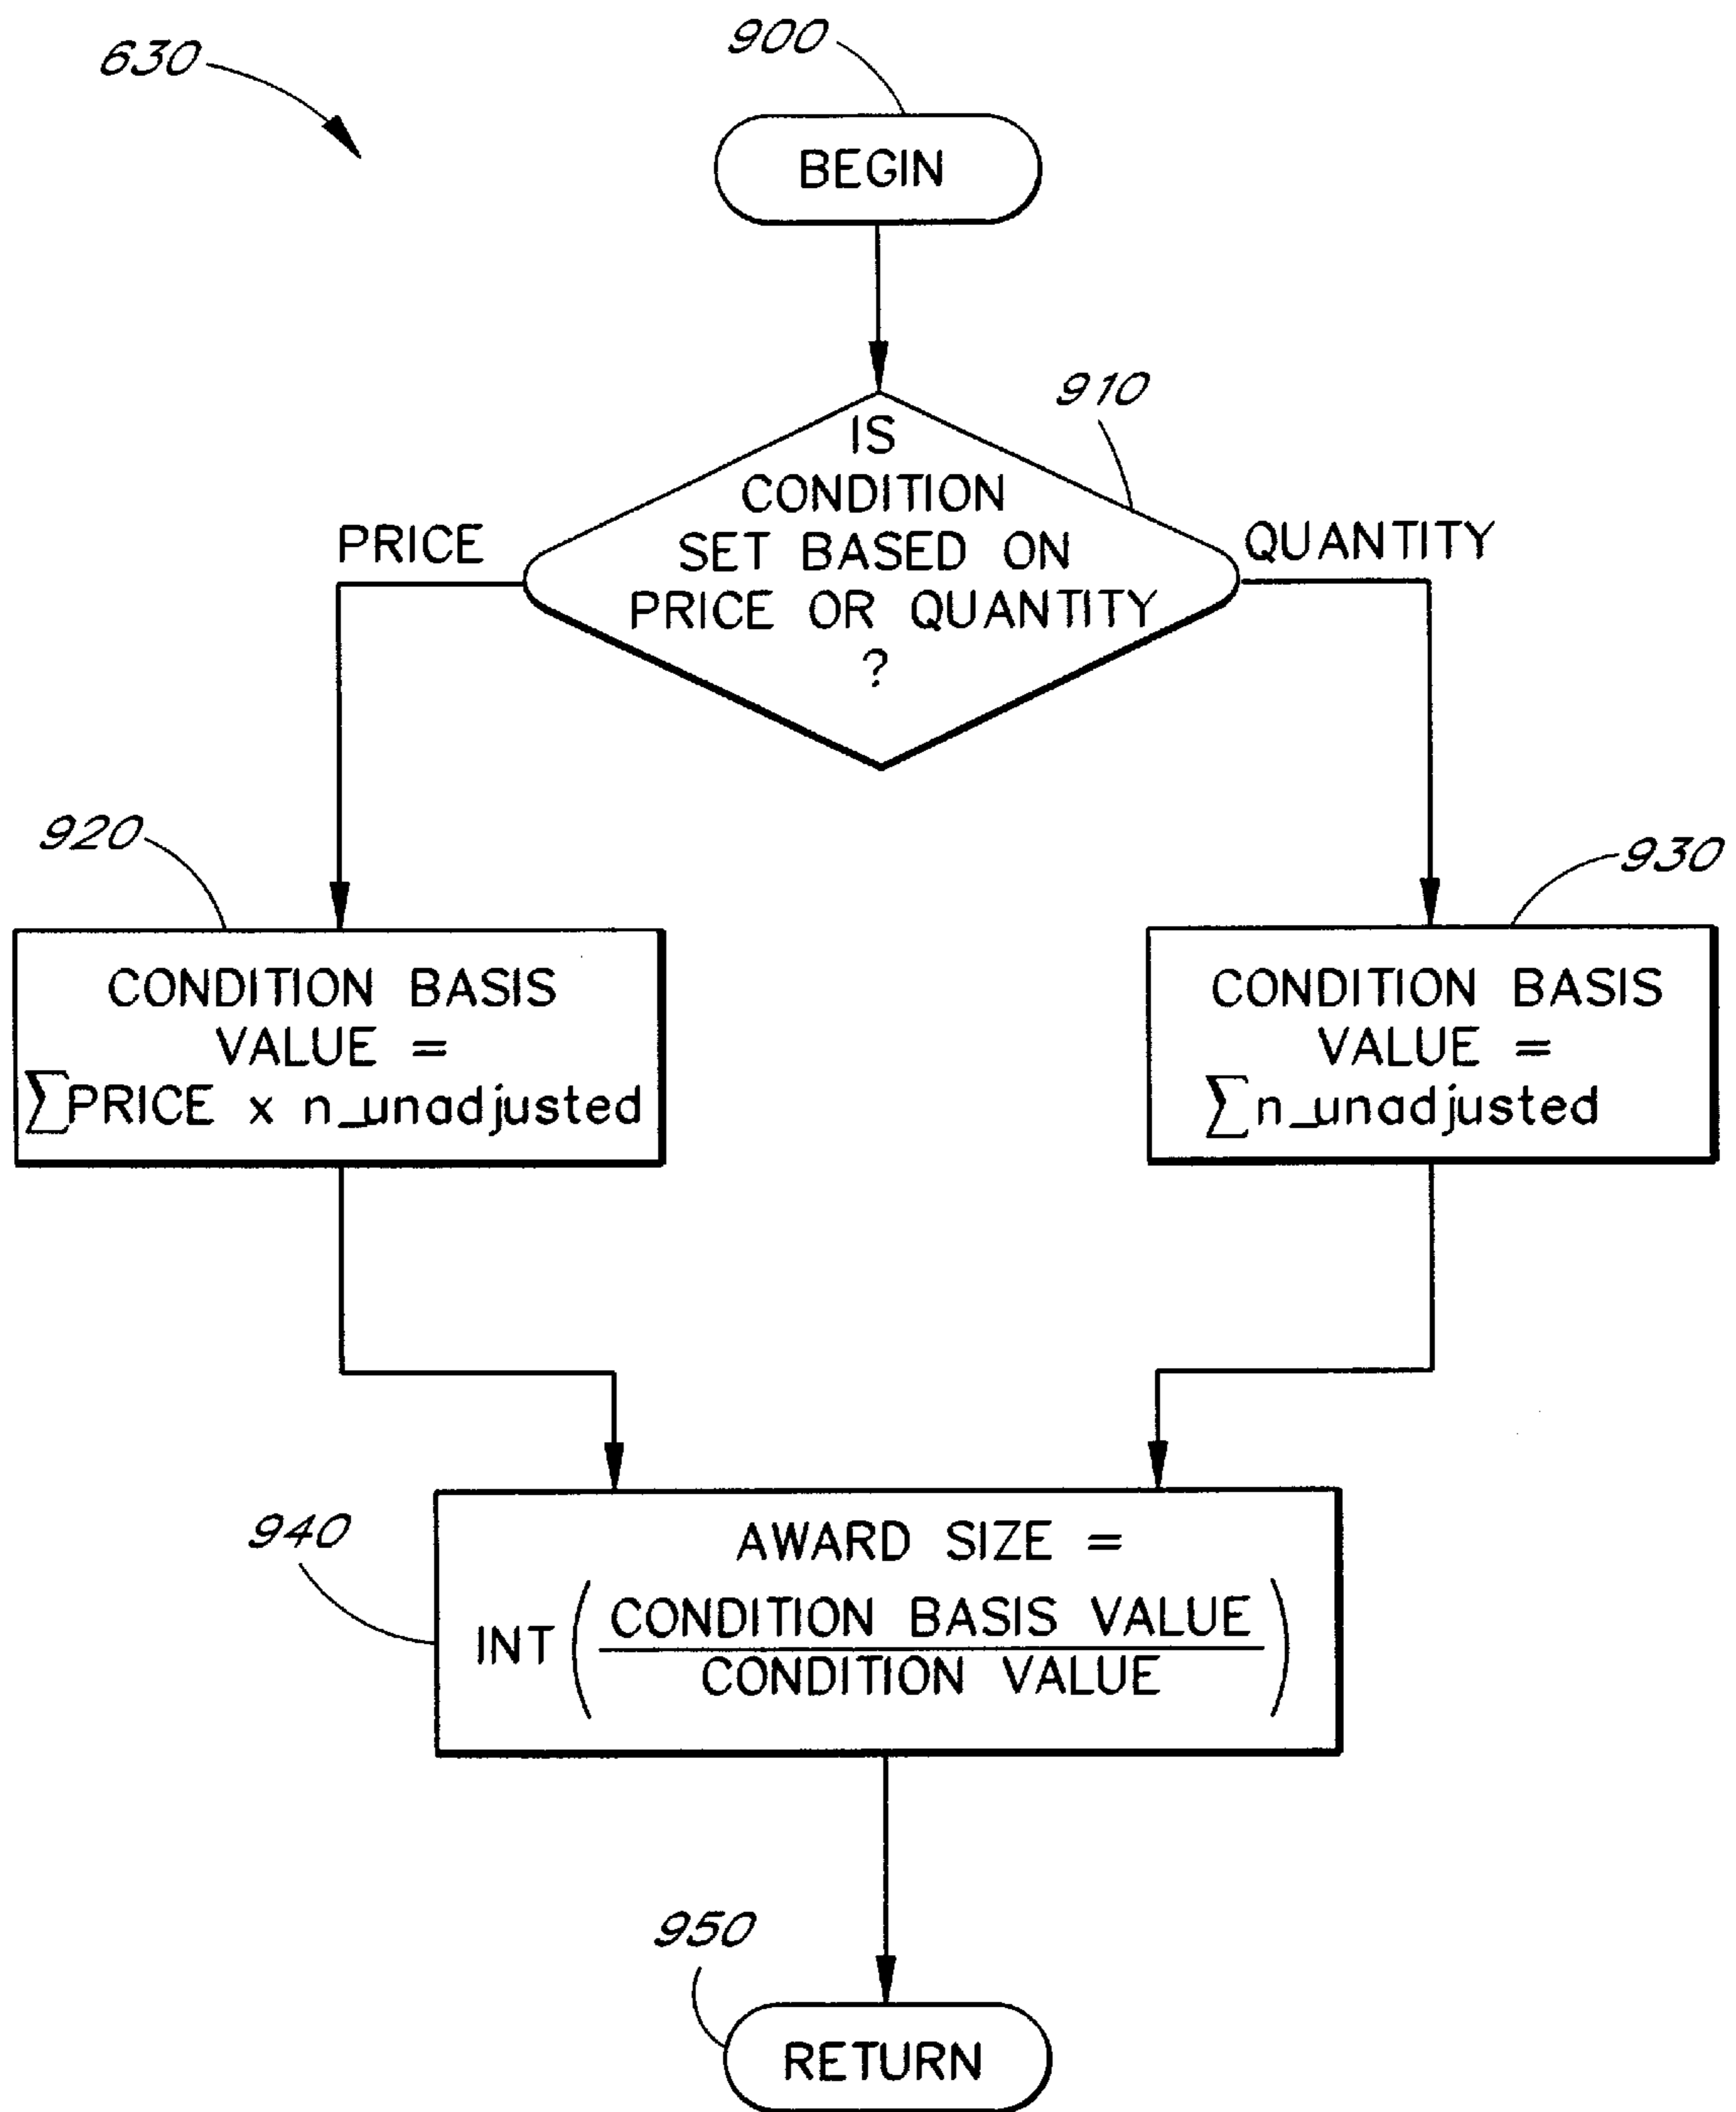 630
900
BEGIN
910
IS
CONDITION
SET BASED ON
PRICE OR QUANTITY
?
PRICE
QUANTITY
920
CONDITION BASIS
VALUE =
∑PRICE x n_unadjusted
930
CONDITION BASIS
VALUE =
∑n_unadjusted
940
AWARD SIZE =
INT (CONDITION BASIS VALUE
CONDITION VALUE)
950
RETURN